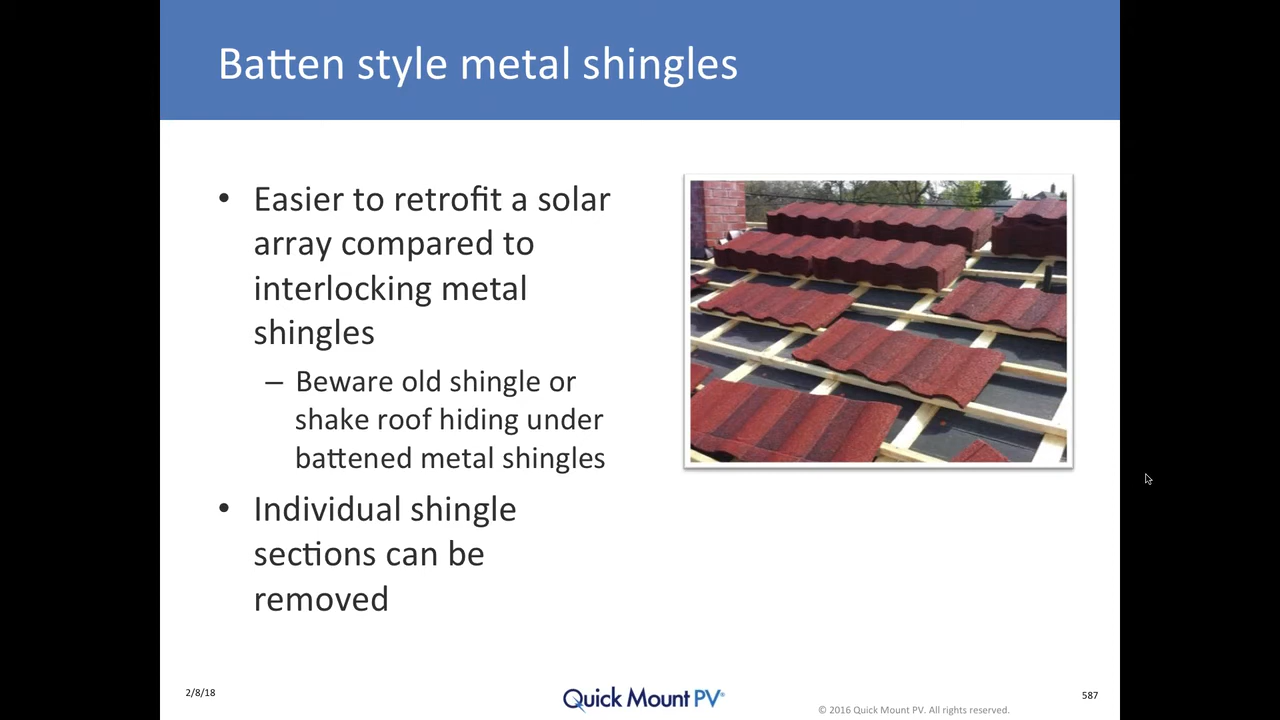 Batten style metal shingles
• Easier to retrofit a solar
array compared to
interlocking metal
shingles
– Beware old shingle or
shake roof hiding under
battened metal shingles
• Individual shingle
sections can be
removed
2/8/18
Quick Mount PV®
© 2016 Quick Mount PV. All rights reserved.
587